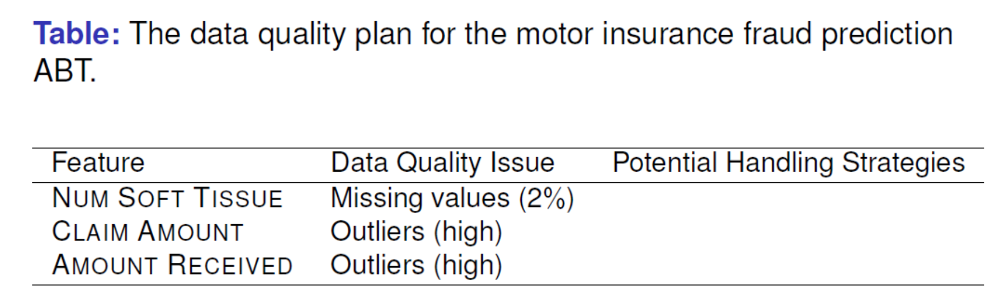 Table: The data quality plan for the motor insurance fraud prediction
ABT.
Feature Data Quality Issue Potential Handling Strategies
NUM SOFT TISSUE Missing values (2%)
CLAIM AMOUNT Outliers (high)
AMOUNT RECEIVED Outliers (high)